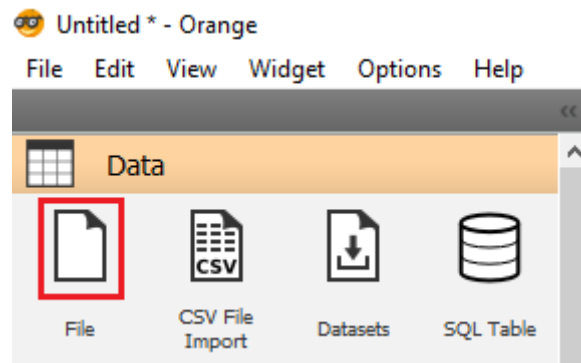 Untitled * - Orange
File Edit View Widget Options Help
Data
CSV
File
CSV File
Import
Datasets
SQL Table